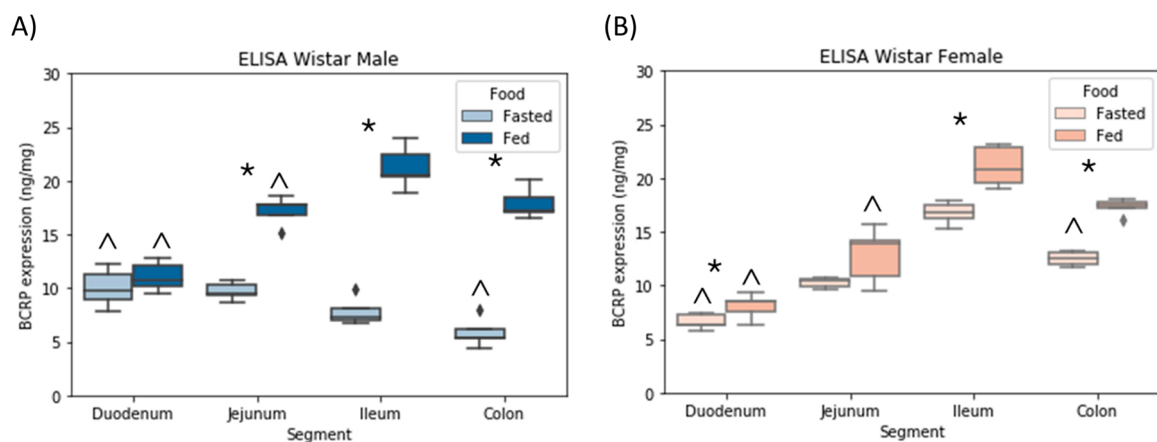 A)
ELISA Wistar Male
30
25
20
15
10
5
0
BCRP expression (ng/mg)
Food
Fasted
Fed
*
*
*
^
^
^
^
Duodenum Jejunum Ileum Colon
Segment
(B)
ELISA Wistar Female
30
25
20
15
10
5
0
BCRP expression (ng/mg)
Food
Fasted
Fed
*
*
*
^
^
^
^
Duodenum Jejunum Ileum Colon
Segment